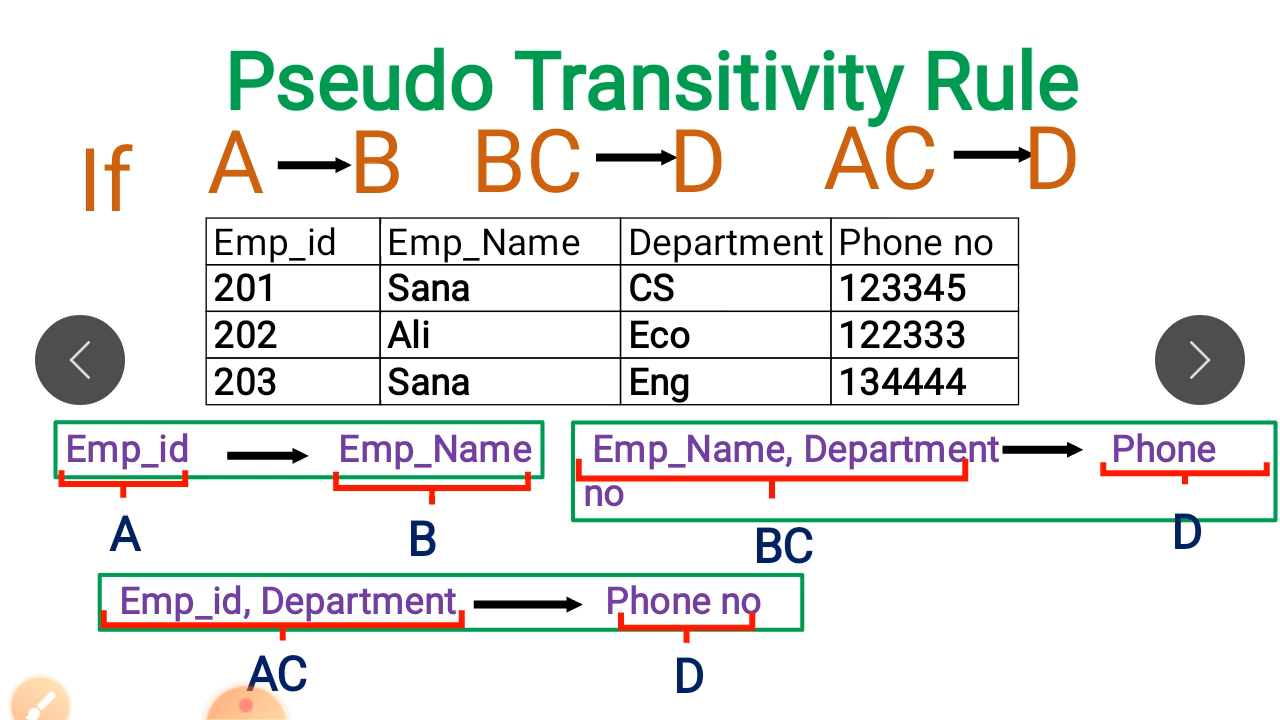 Pseudo Transitivity Rule
If A B BC D AC D
Emp_id Emp_Name Department Phone no
201 Sana CS 123345
202 Ali Eco 122333
203 Sana Eng 134444
Emp_id Emp_Name
Emp_Name, Department Phone
no
A B BC D
Emp_id, Department Phone no
AC D